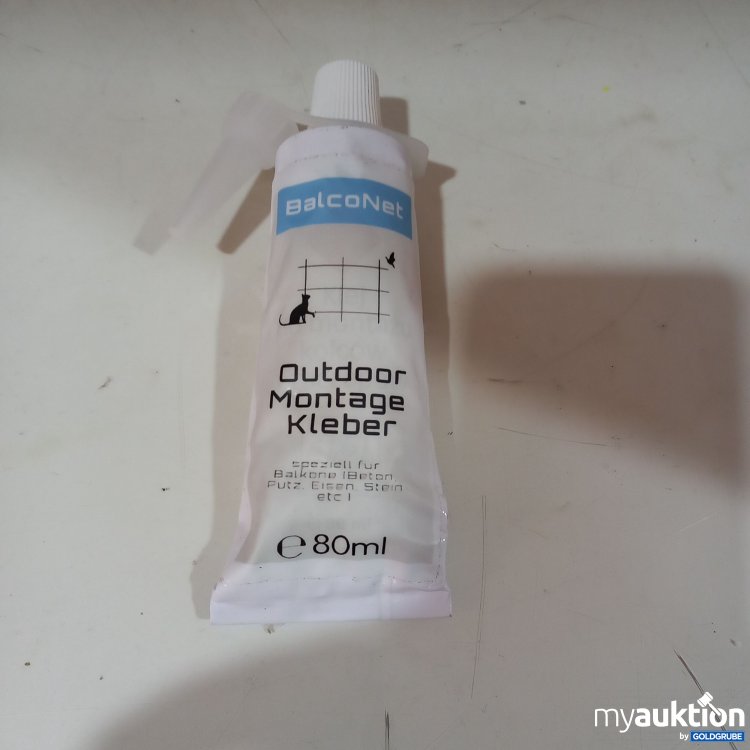 BalcoNet
Outdoor
Montage
Kleber
speziell für
Balkone (Beton,
Putz, Eisen, Stein
etc.)
℮ 80ml
myauktion
by GOLDGRUBE